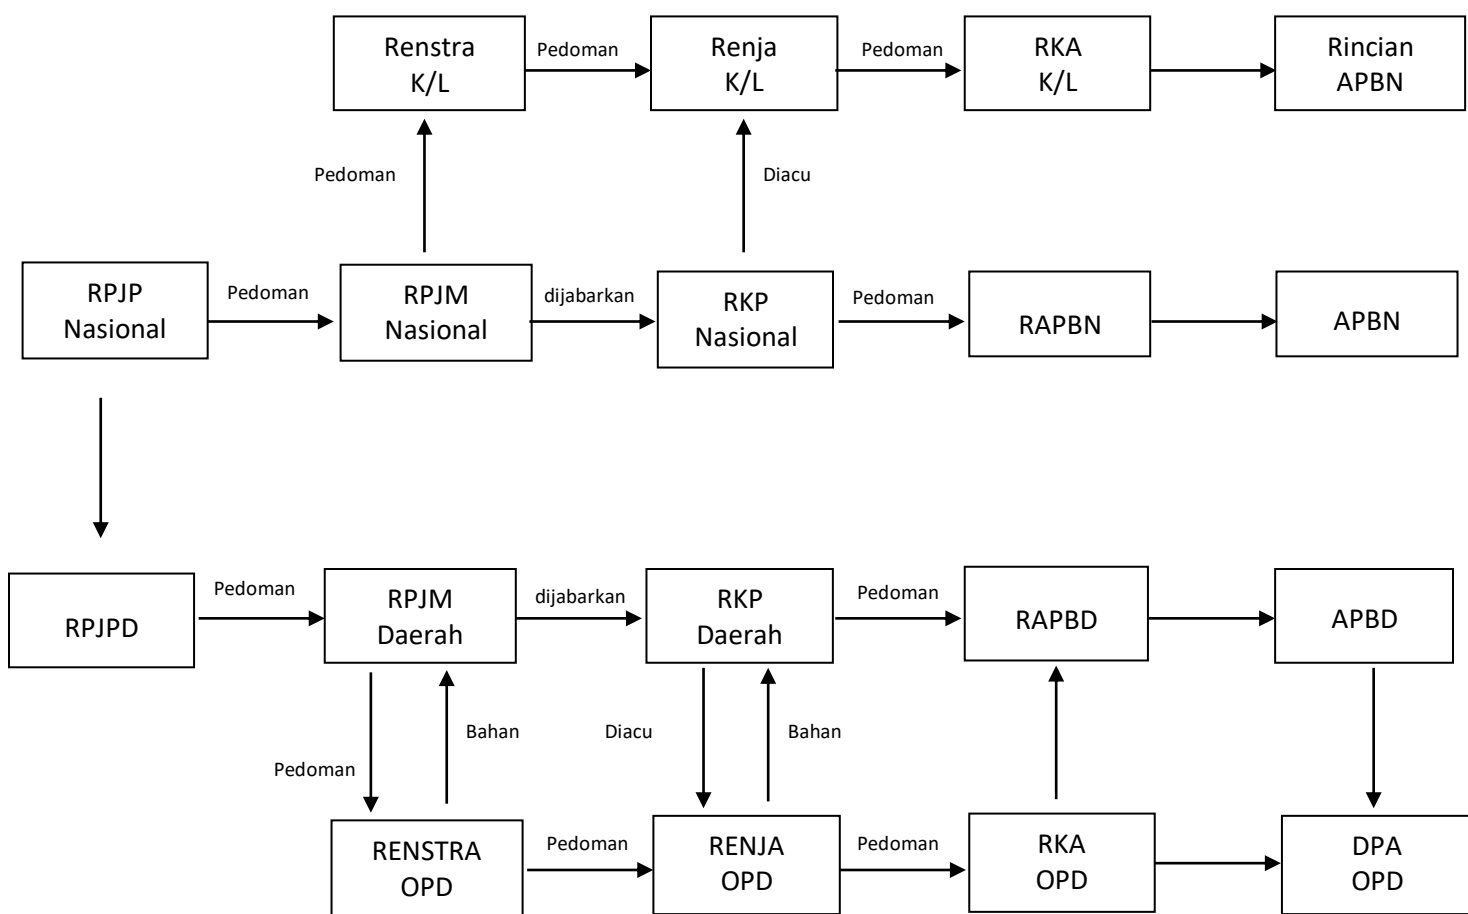 Renstra
K/L
Pedoman
Renja
K/L
Pedoman
RKA
K/L
Rincian
APBN
Pedoman
Diacu
RPJP
Nasional
Pedoman
RPJM
Nasional
dijabarkan
RKP
Nasional
Pedoman
RAPBN
APBN
RPJPD
Pedoman
RPJM
Daerah
dijabarkan
RKP
Daerah
Pedoman
RAPBD
APBD
Pedoman
Bahan
Diacu
Bahan
RENSTRA
OPD
Pedoman
RENJA
OPD
Pedoman
RKA
OPD
DPA
OPD